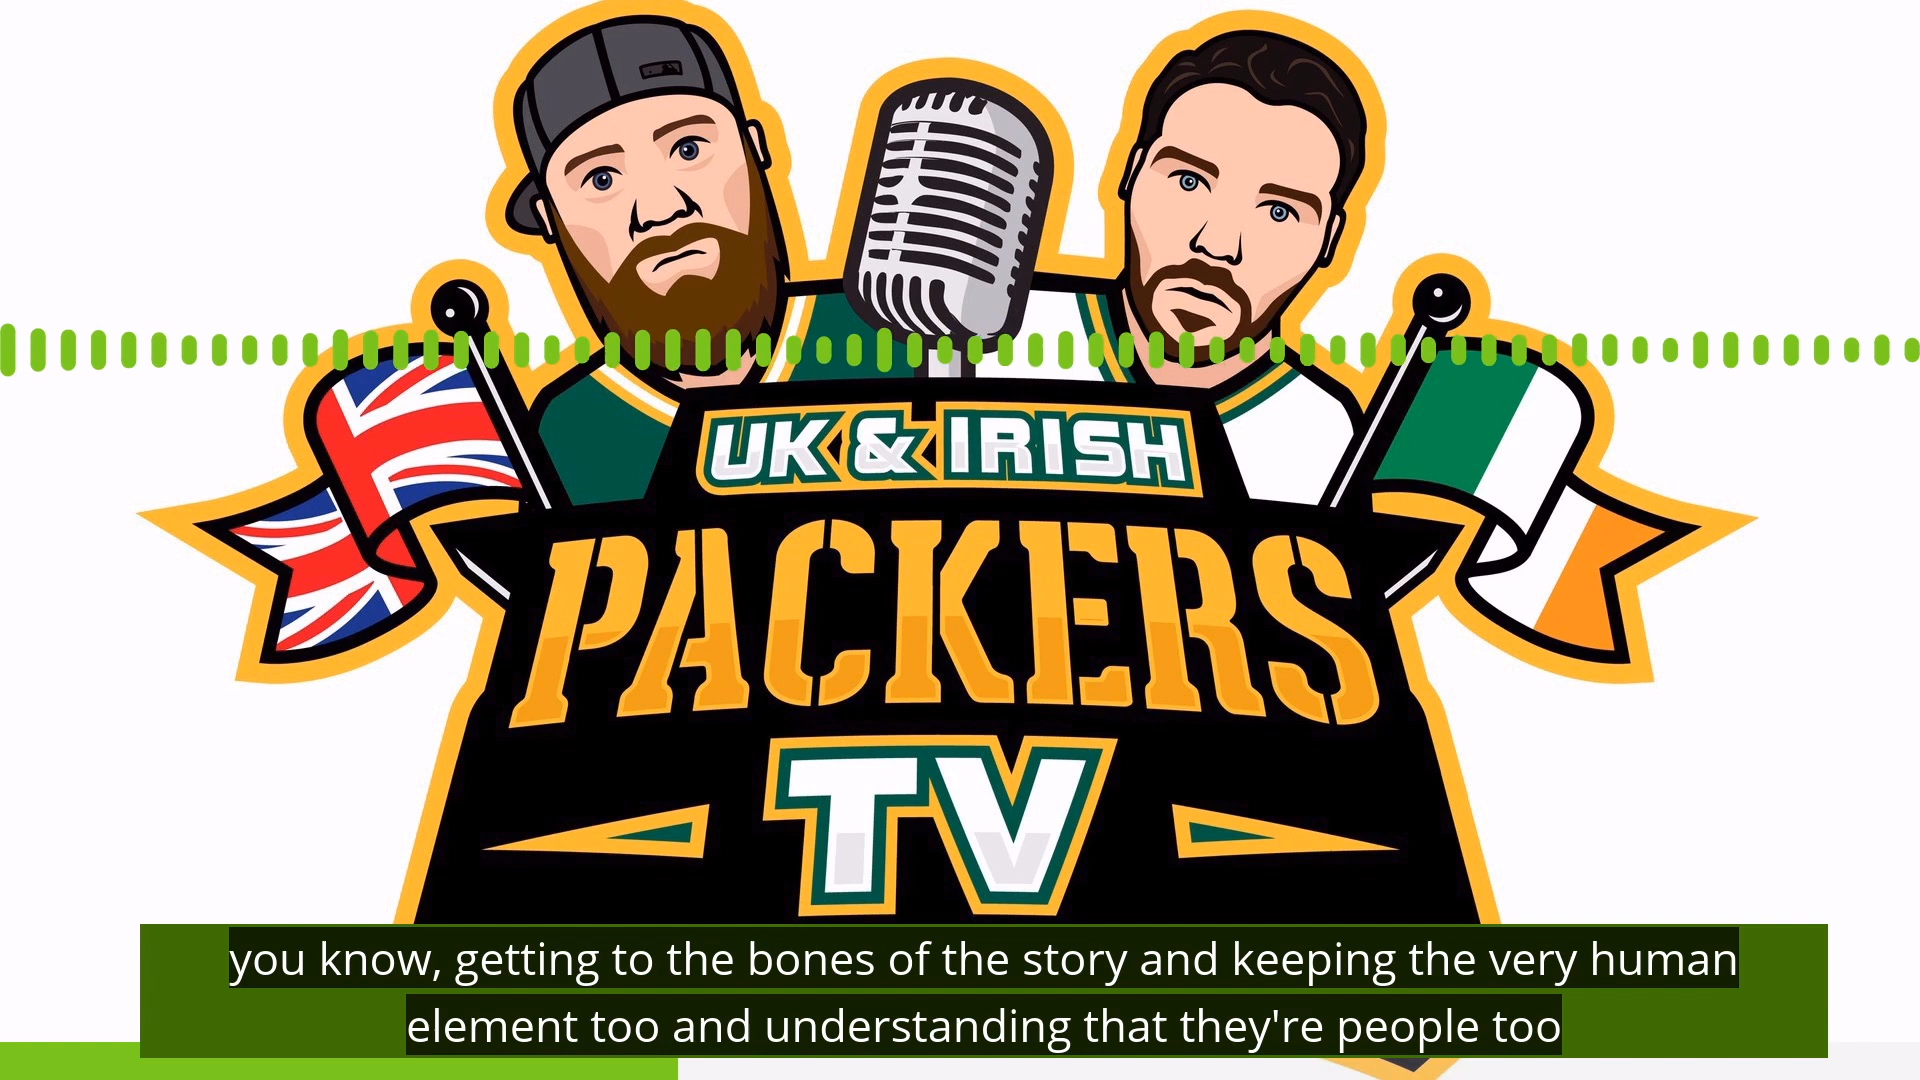 UK & IRISH
PACKERS
TV
you know, getting to the bones of the story and keeping the very human
element too and understanding that they're people too